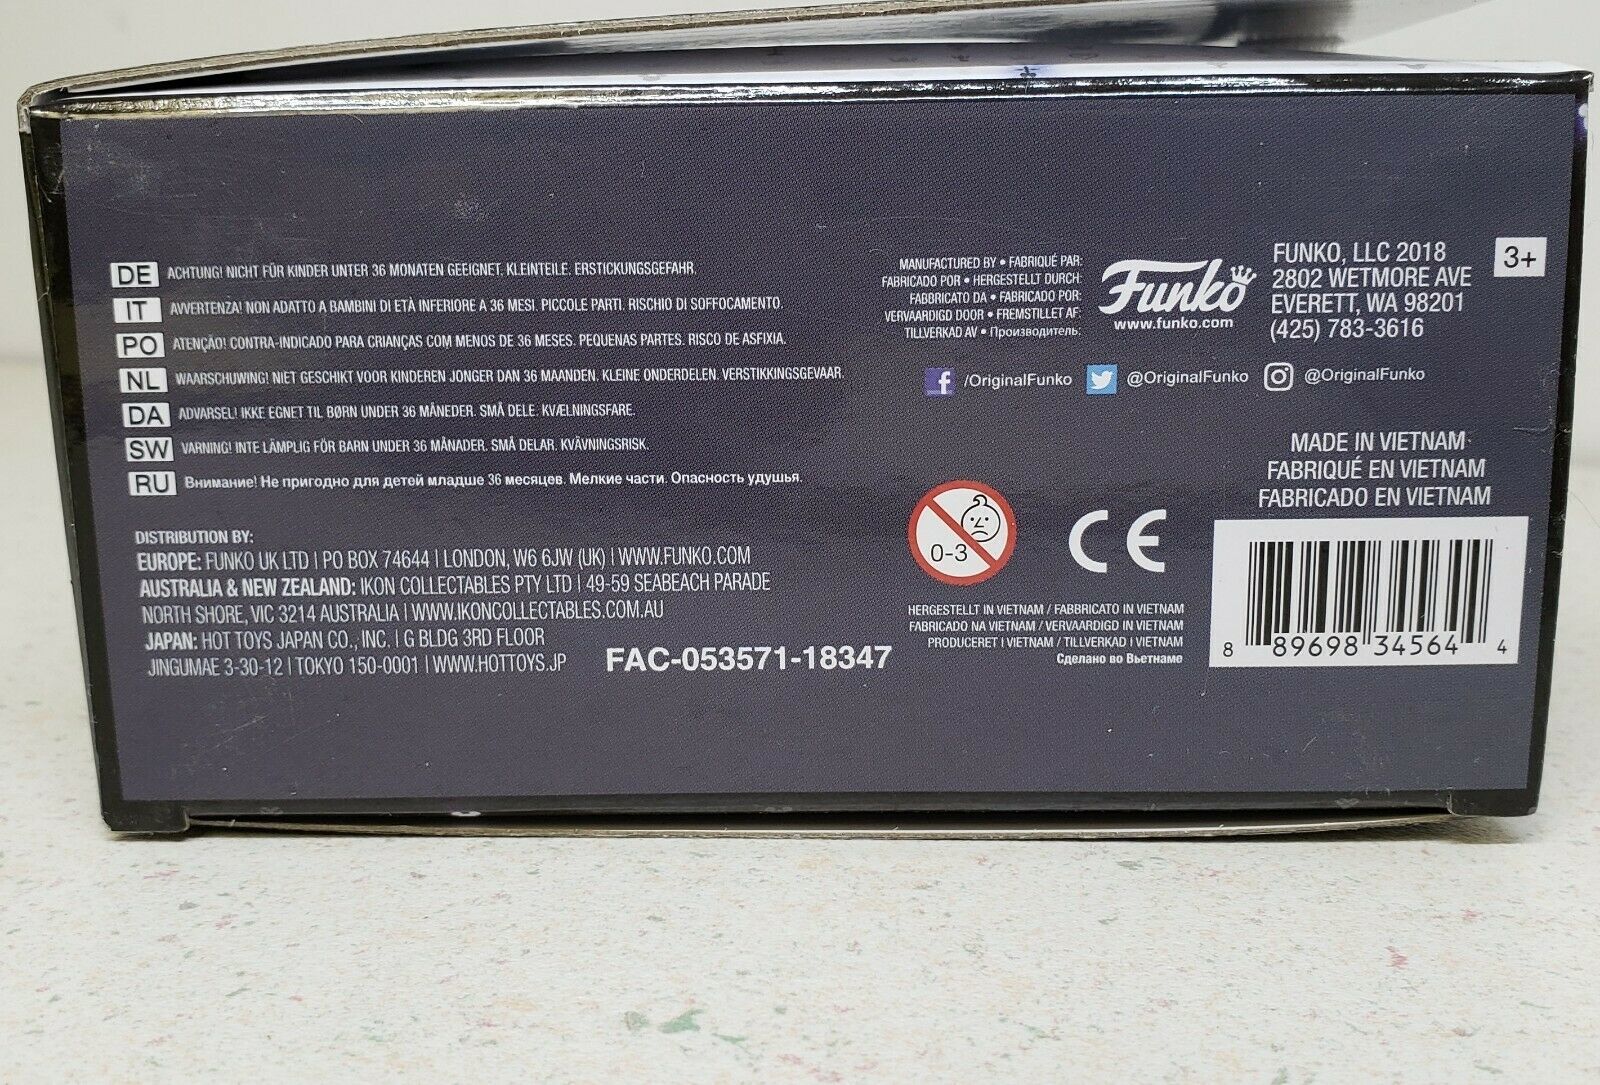 DE ACHTUNG! NICHT FÜR KINDER UNTER 36 MONATEN GEEIGNET. KLEINTEILE. ERSTICKUNGSGEFAHR.
IT AVVERTENZA! NON ADATTO A BAMBINI DI ETÀ INFERIORE A 36 MESI. PICCOLE PARTI. RISCHIO DI SOFFOCAMENTO.
PO ATENÇÃO! CONTRA-INDICADO PARA CRIANÇAS COM MENOS DE 36 MESES. PEQUENAS PARTES. RISCO DE ASFIXIA.
NL WAARSCHUWING! NIET GESCHIKT VOOR KINDEREN JONGER DAN 36 MAANDEN. KLEINE ONDERDELEN. VERSTIKKINGSGEVAAR.
DA ADVARSEL! IKKE EGNET TIL BØRN UNDER 36 MÅNEDER. SMÅ DELE. KVÆLNINGSFARE.
SW VARNING! INTE LÄMPLIG FÖR BARN UNDER 36 MÅNADER. SMÅ DELAR. KVÄVNINGSRISK.
RU Внимание! Не пригодно для детей младше 36 месяцев. Мелкие части. Опасность удушья.
DISTRIBUTION BY:
EUROPE: FUNKO UK LTD | PO BOX 74644 | LONDON, W6 6JW (UK) | WWW.FUNKO.COM
AUSTRALIA & NEW ZEALAND: IKON COLLECTABLES PTY LTD | 49-59 SEABEACH PARADE
NORTH SHORE, VIC 3214 AUSTRALIA | WWW.IKONCOLLECTABLES.COM.AU
JAPAN: HOT TOYS JAPAN CO., INC. | G BLDG 3RD FLOOR
JINGUMAE 3-30-12 | TOKYO 150-0001 | WWW.HOTTOYS.JP
FAC-053571-18347
MANUFACTURED BY • FABRIQUÉ PAR:
FABRICADO POR • HERGESTELLT DURCH:
FABBRICATO DA • FABRICADO POR:
VERVAARDIGD DOOR • FREMSTILLET AF:
TILLVERKAD AV • Производитель:
Funko
www.funko.com
FUNKO, LLC 2018
2802 WETMORE AVE
EVERETT, WA 98201
(425) 783-3616
3+
f /OriginalFunko @OriginalFunko @OriginalFunko
MADE IN VIETNAM
FABRIQUÉ EN VIETNAM
FABRICADO EN VIETNAM
0-3
CE
HERGESTELLT IN VIETNAM / FABBRICATO IN VIETNAM
FABRICADO NA VIETNAM / VERVAARDIGD IN VIETNAM
PRODUCERET I VIETNAM / TILLVERKAD I VIETNAM
Сделано во Вьетнаме
8 89698 34564 4